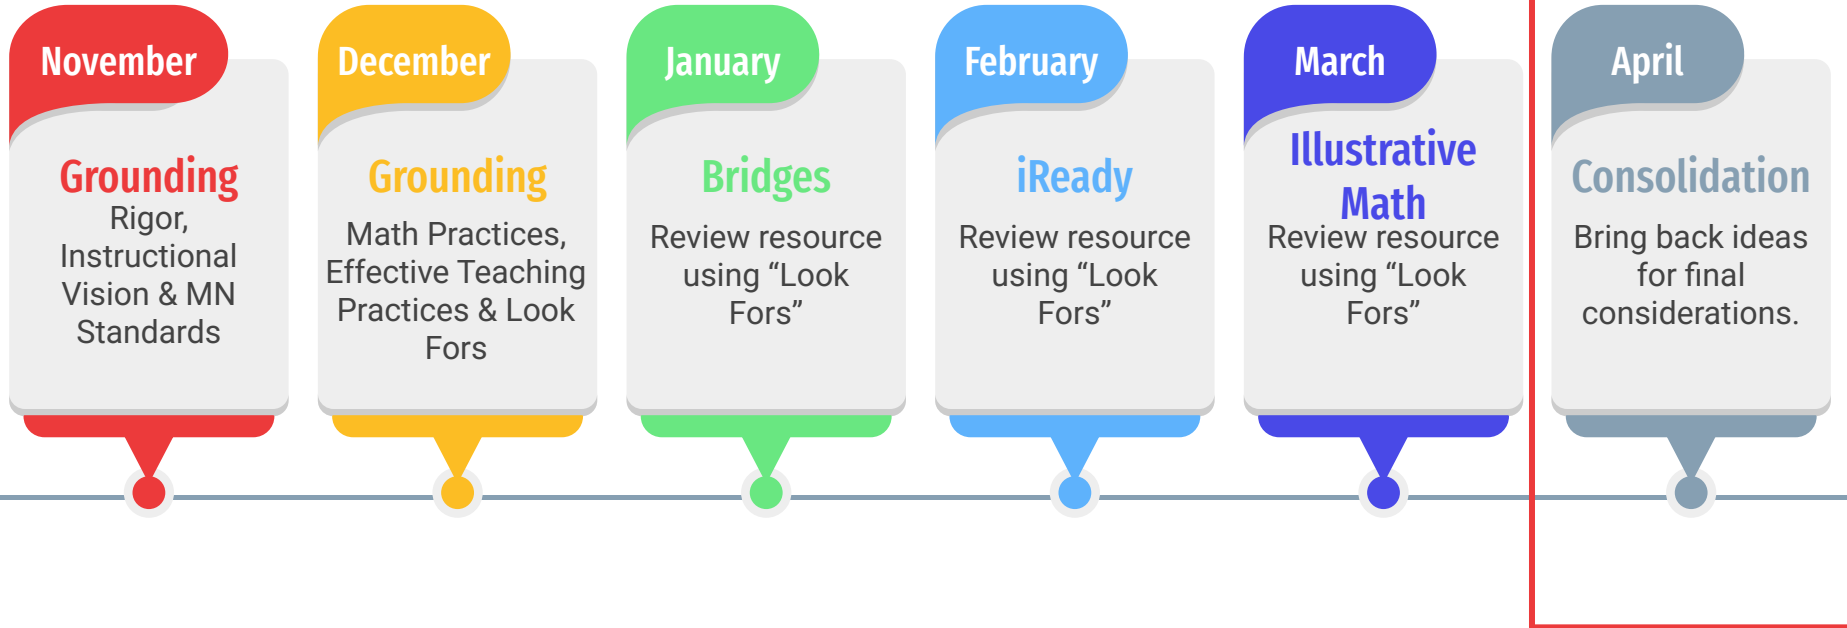 November
Grounding
Rigor,
Instructional
Vision & MN
Standards
December
Grounding
Math Practices,
Effective Teaching
Practices & Look
Fors
January
Bridges
Review resource
using “Look
Fors”
February
iReady
Review resource
using “Look
Fors”
March
Illustrative
Math
Review resource
using “Look
Fors”
April
Consolidation
Bring back ideas
for final
considerations.